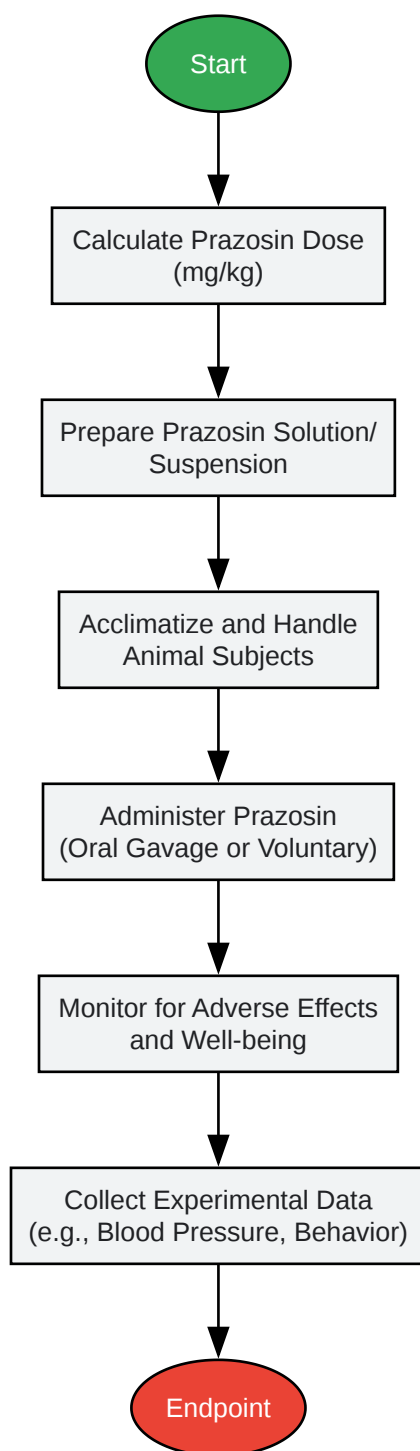 Start
Calculate Prazosin Dose
(mg/kg)
Prepare Prazosin Solution/
Suspension
Acclimatize and Handle
Animal Subjects
Administer Prazosin
(Oral Gavage or Voluntary)
Monitor for Adverse Effects
and Well-being
Collect Experimental Data
(e.g., Blood Pressure, Behavior)
Endpoint